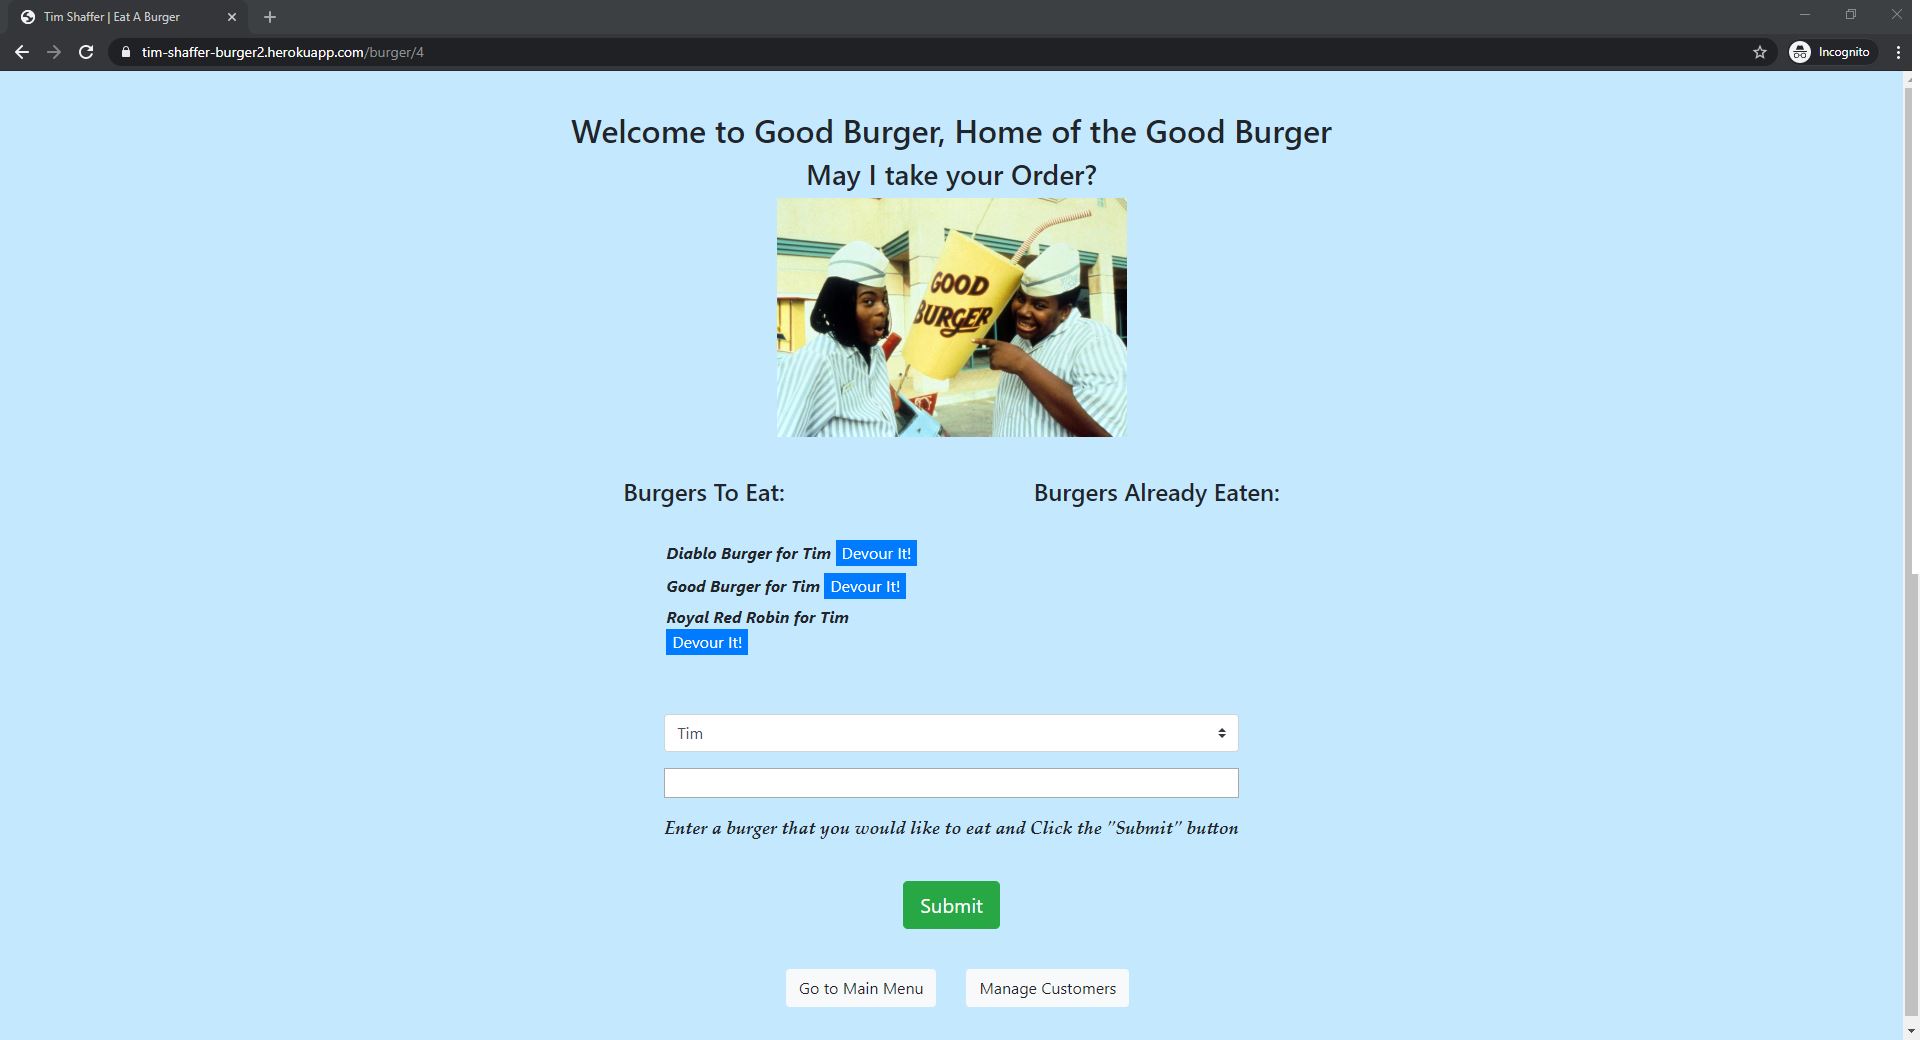 Tim Shaffer | Eat A Burger
tim-shaffer-burger2.herokuapp.com/burger/4
Incognito
Welcome to Good Burger, Home of the Good Burger
May I take your Order?
GOOD
BURGER
Burgers To Eat:
Burgers Already Eaten:
Diablo Burger for Tim Devour It!
Good Burger for Tim Devour It!
Royal Red Robin for Tim
Devour It!
Tim
Enter a burger that you would like to eat and Click the "Submit" button
Submit
Go to Main Menu
Manage Customers